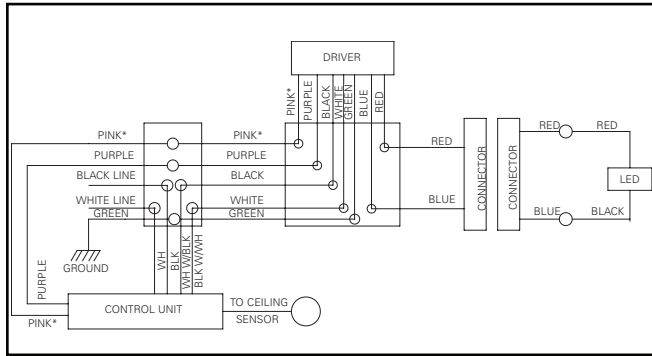 DRIVER
PINK*
PURPLE
BLACK
WHITE
GREEN
BLUE
RED
PINK*
PINK*
PURPLE
PURPLE
BLACK LINE
BLACK
WHITE LINE
WHITE
GREEN
GREEN
RED
BLUE
CONNECTOR
CONNECTOR
RED
RED
LED
BLUE
BLACK
GROUND
WH
BLK
WH W/BLK
BLK W/WH
PURPLE
PINK*
CONTROL UNIT
TO CEILING
SENSOR